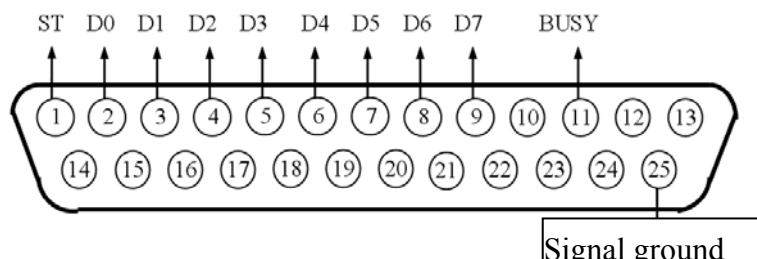 ST D0 D1 D2 D3 D4 D5 D6 D7 BUSY
1 2 3 4 5 6 7 8 9 10 11 12 13
14 15 16 17 18 19 20 21 22 23 24 25
Signal ground